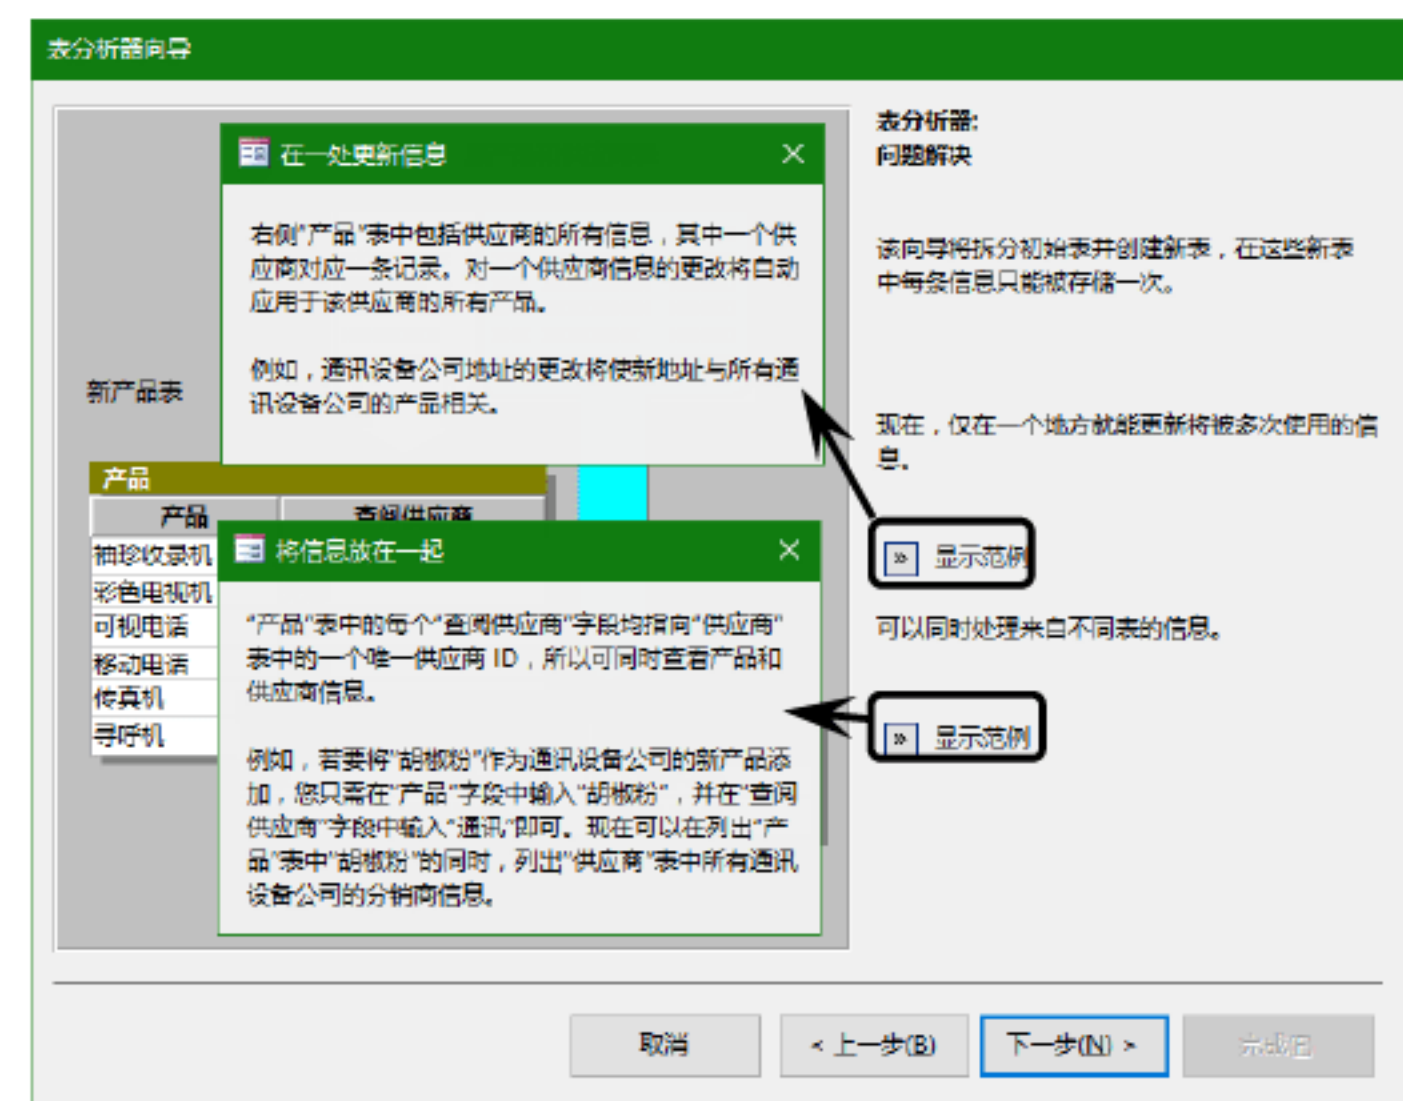 表分析器向导
在一处更新信息
右侧"产品"表中包括供应商的所有信息，其中一个供
应商对应一条记录。对一个供应商信息的更改将自动
应用于该供应商的所有产品。
例如，通讯设备公司地址的更改将使新地址与所有通
讯设备公司的产品相关。
新产品表
产品
产品
查阅供应商
袖珍收录机
彩色电视机
可视电话
移动电话
传真机
寻呼机
将信息放在一起
"产品"表中的每个"查阅供应商"字段均指向"供应商"
表中的一个唯一供应商 ID，所以可同时查看产品和
供应商信息。
例如，若要将"胡椒粉"作为通讯设备公司的新产品添
加，您只需在"产品"字段中输入"胡椒粉"，并在"查阅
供应商"字段中输入"通讯"即可。现在可以在列出"产
品"表中"胡椒粉"的同时，列出"供应商"表中所有通讯
设备公司的分销商信息。
表分析器:
问题解决
该向导将拆分初始表并创建新表，在这些新表
中每条信息只能被存储一次。
现在，仅在一个地方就能更新将被多次使用的信
息。
显示范例
可以同时处理来自不同表的信息。
显示范例
取消
< 上一步(B)
下一步(N) >
完成(F)